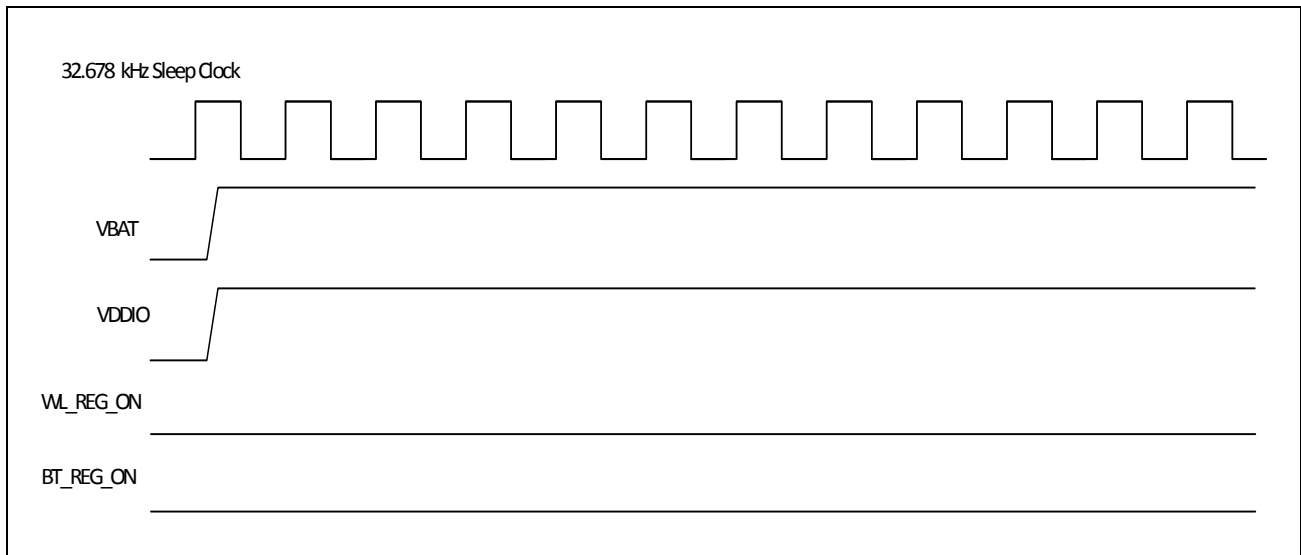 32.678 kHz Sleep Clock
VBAT
VDDIO
WL_REG_ON
BT_REG_ON